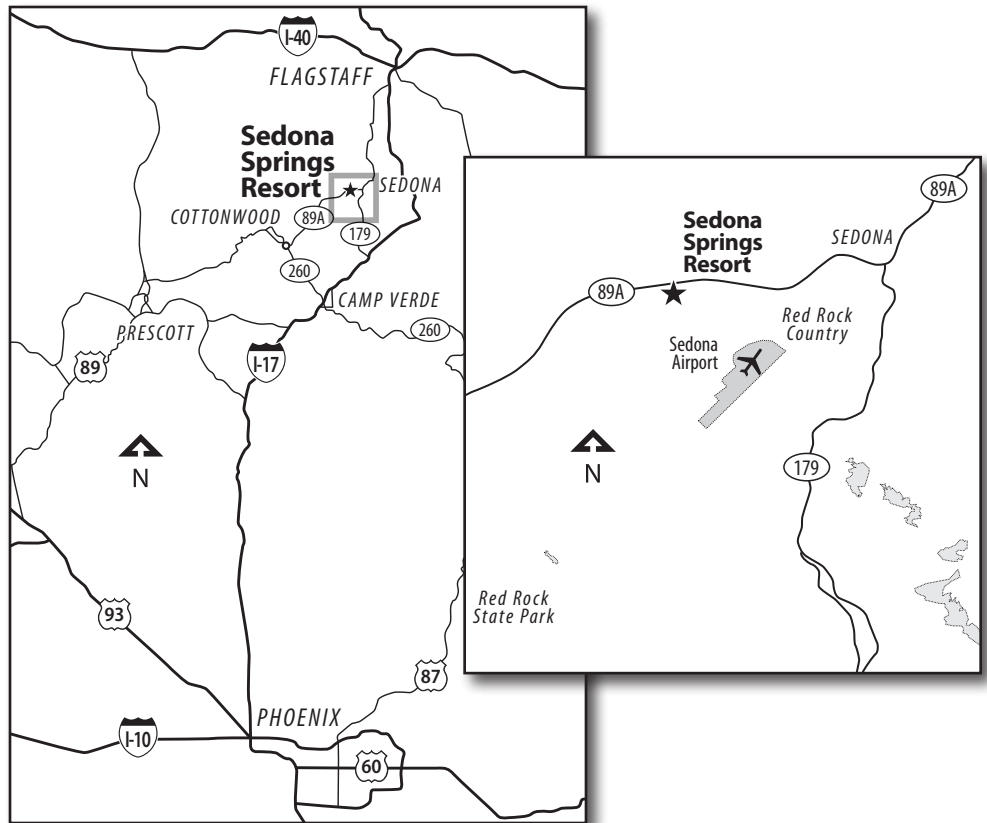 I-40
FLAGSTAFF
Sedona
Springs
Resort
SEDONA
COTTONWOOD
89A
179
260
CAMP VERDE
260
PRESCOTT
I-17
89
N
93
87
PHOENIX
I-10
60
89A
Sedona
Springs
Resort
SEDONA
89A
Red Rock
Country
Sedona
Airport
N
179
Red Rock
State Park